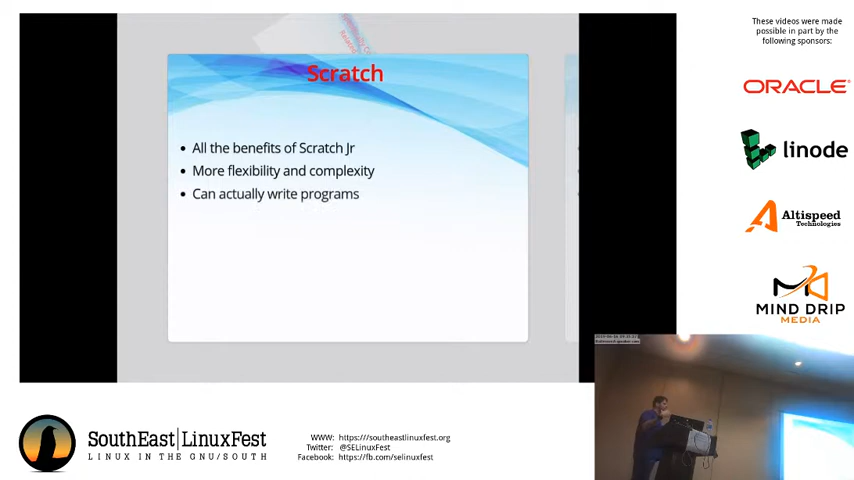 These videos were made
possible in part by the
following sponsors:
ORACLE
linode
Altispeed
Technologies
MIND DRIP
MEDIA
Scratch
All the benefits of Scratch Jr
More flexibility and complexity
Can actually write programs
SouthEast|LinuxFest
LINUX IN THE GNU/SOUTH
WWW: https:///southeastlinuxfest.org
Twitter: @SELinuxFest
Facebook: https://fb.com/selinuxfest